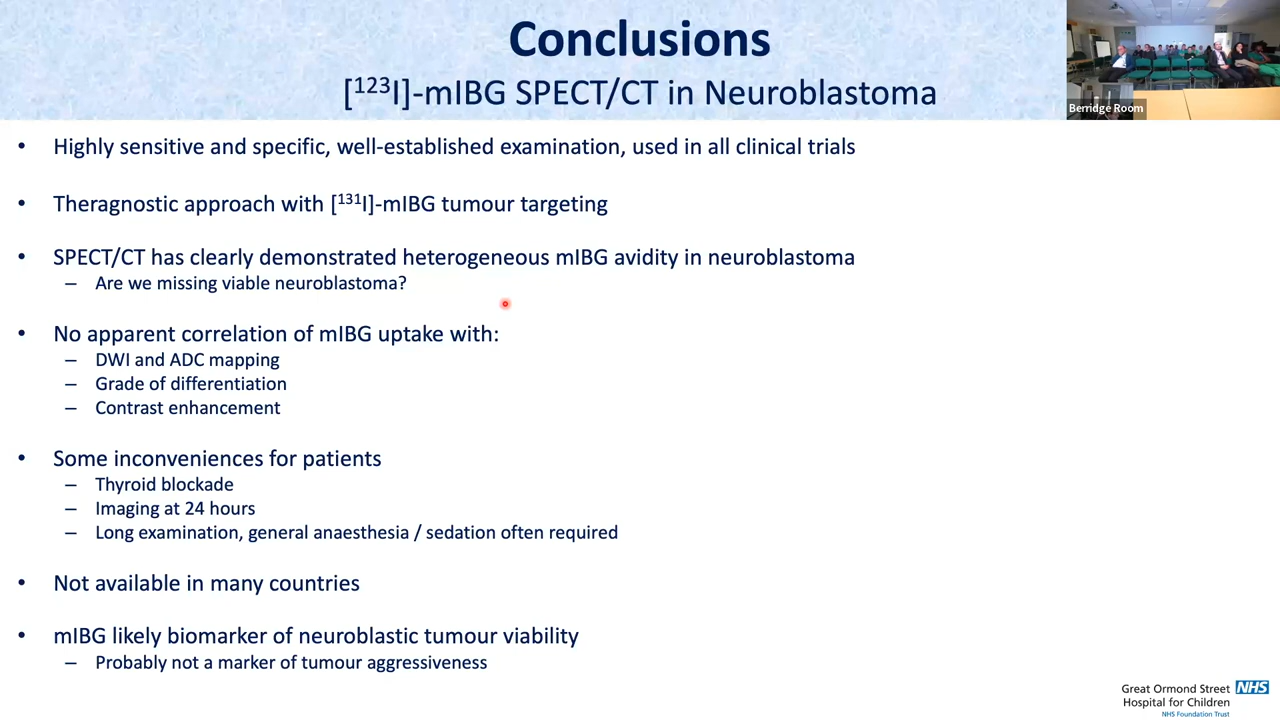 Conclusions
[¹²³I]-mIBG SPECT/CT in Neuroblastoma
Berridge Room
• Highly sensitive and specific, well-established examination, used in all clinical trials
• Theragnostic approach with [¹³¹I]-mIBG tumour targeting
• SPECT/CT has clearly demonstrated heterogeneous mIBG avidity in neuroblastoma
– Are we missing viable neuroblastoma?
• No apparent correlation of mIBG uptake with:
– DWI and ADC mapping
– Grade of differentiation
– Contrast enhancement
• Some inconveniences for patients
– Thyroid blockade
– Imaging at 24 hours
– Long examination, general anaesthesia / sedation often required
• Not available in many countries
• mIBG likely biomarker of neuroblastic tumour viability
– Probably not a marker of tumour aggressiveness
Great Ormond Street NHS
Hospital for Children
NHS Foundation Trust